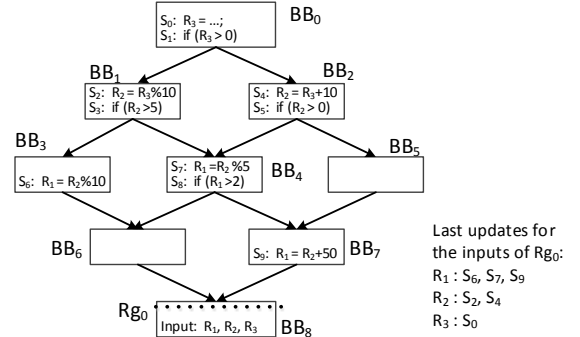 S₀: R₃ = ...;
BB₀
S₁: if (R₃ > 0)
BB₁
BB₂
S₂: R₂ = R₃%10
S₃: if (R₂ >5)
S₄: R₂ = R₃+10
S₅: if (R₂ > 0)
BB₃
BB₅
S₆: R₁ = R₂%10
S₇: R₁ =R₂ %5
S₈: if (R₁ >2)
BB₄
BB₆
S₉: R₁ = R₂+50
BB₇
Last updates for
the inputs of Rg₀:
R₁ : S₆, S₇, S₉
R₂ : S₂, S₄
R₃ : S₀
Rg₀
Input: R₁, R₂, R₃
BB₈